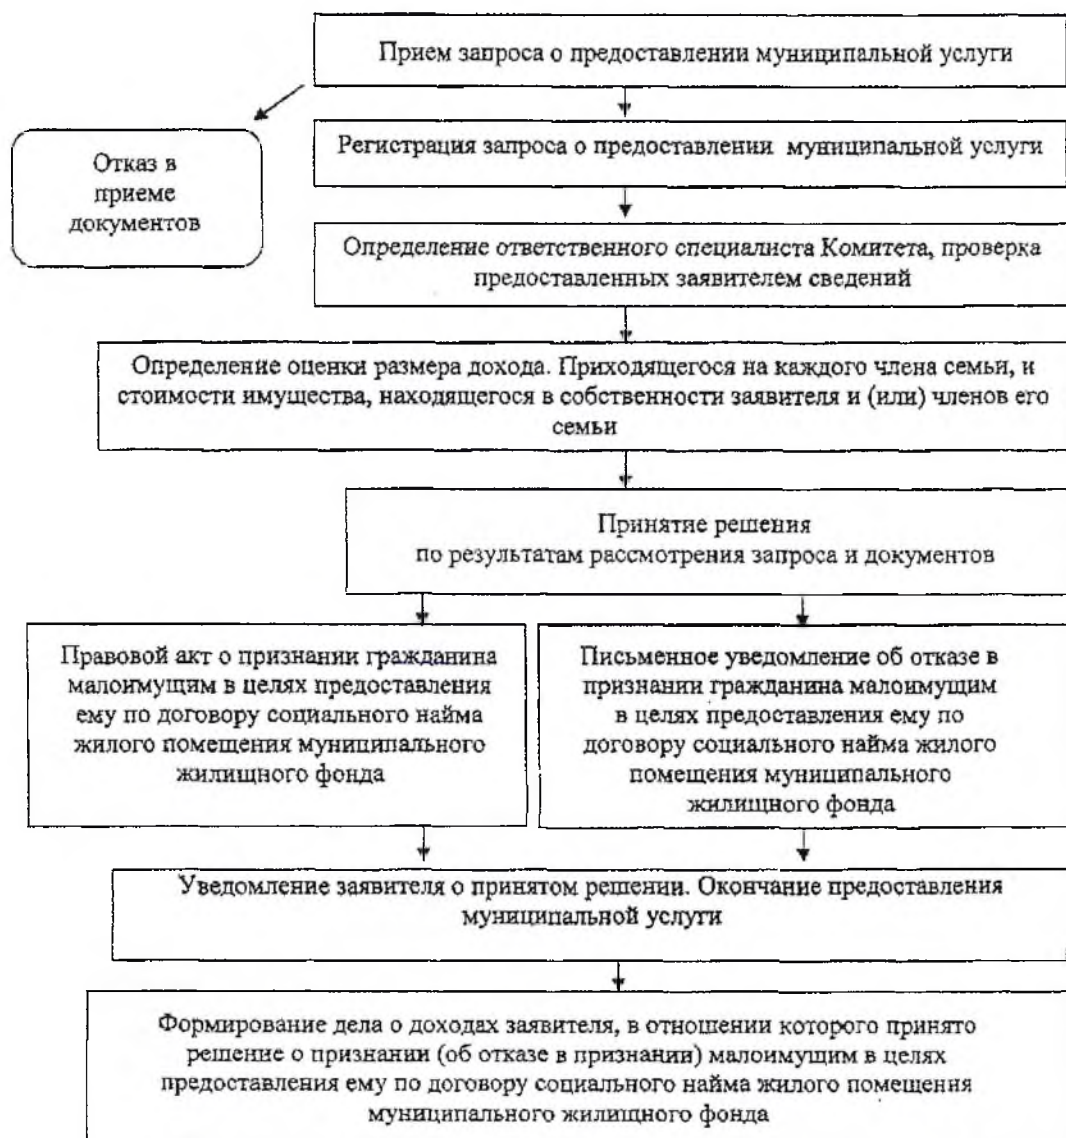 Прием запроса о предоставлении муниципальной услуги
Отказ в
приеме
документов
Регистрация запроса о предоставлении муниципальной услуги
Определение ответственного специалиста Комитета, проверка
предоставленных заявителем сведений
Определение оценки размера дохода. Приходящегося на каждого члена семьи, и
стоимости имущества, находящегося в собственности заявителя и (или) членов его
семьи
Принятие решения
по результатам рассмотрения запроса и документов
Правовой акт о признании гражданина
малоимущим в целях предоставления
ему по договору социального найма
жилого помещения муниципального
жилищного фонда
Письменное уведомление об отказе в
признании гражданина малоимущим
в целях предоставления ему по
договору социального найма жилого
помещения муниципального
жилищного фонда
Уведомление заявителя о принятом решении. Окончание предоставления
муниципальной услуги
Формирование дела о доходах заявителя, в отношении которого принято
решение о признании (об отказе в признании) малоимущим в целях
предоставления ему по договору социального найма жилого помещения
муниципального жилищного фонда